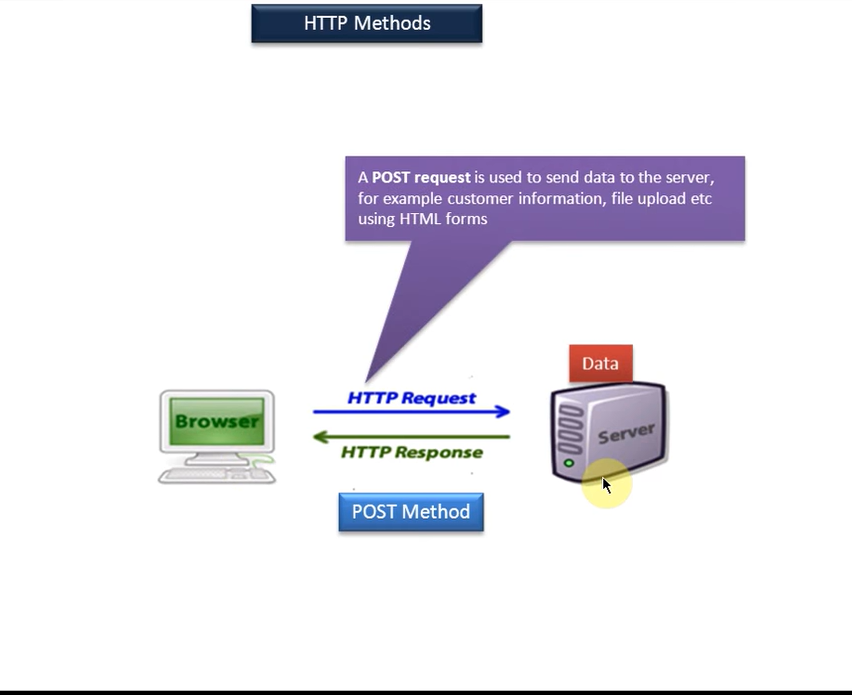 HTTP Methods
A POST request is used to send data to the server,
for example customer information, file upload etc
using HTML forms
Data
HTTP Request
Browser
Server
HTTP Response
POST Method